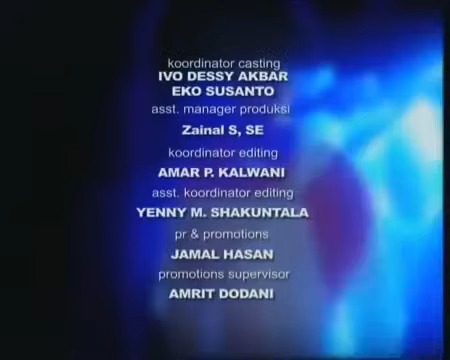 koordinator casting
IVO DESSY AKBAR
EKO SUSANTO
asst. manager produksi
Zainal S, SE
koordinator editing
AMAR P. KALWANI
asst. koordinator editing
YENNY M. SHAKUNTALA
pr & promotions
JAMAL HASAN
promotions supervisor
AMRIT DODANI